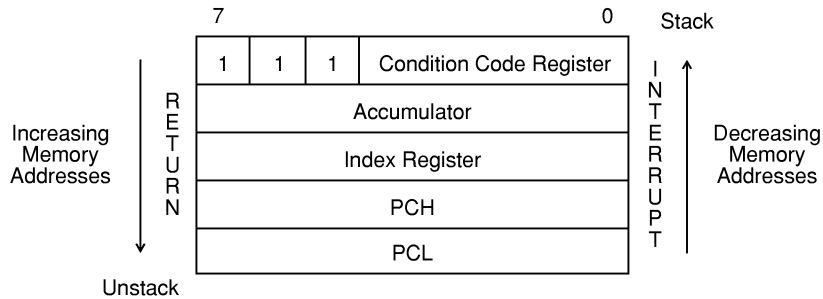 7 0
Stack
1 1 1 Condition Code Register
Accumulator
Index Register
PCH
PCL
RETURN
INTERRUPT
Increasing
Memory
Addresses
Decreasing
Memory
Addresses
Unstack